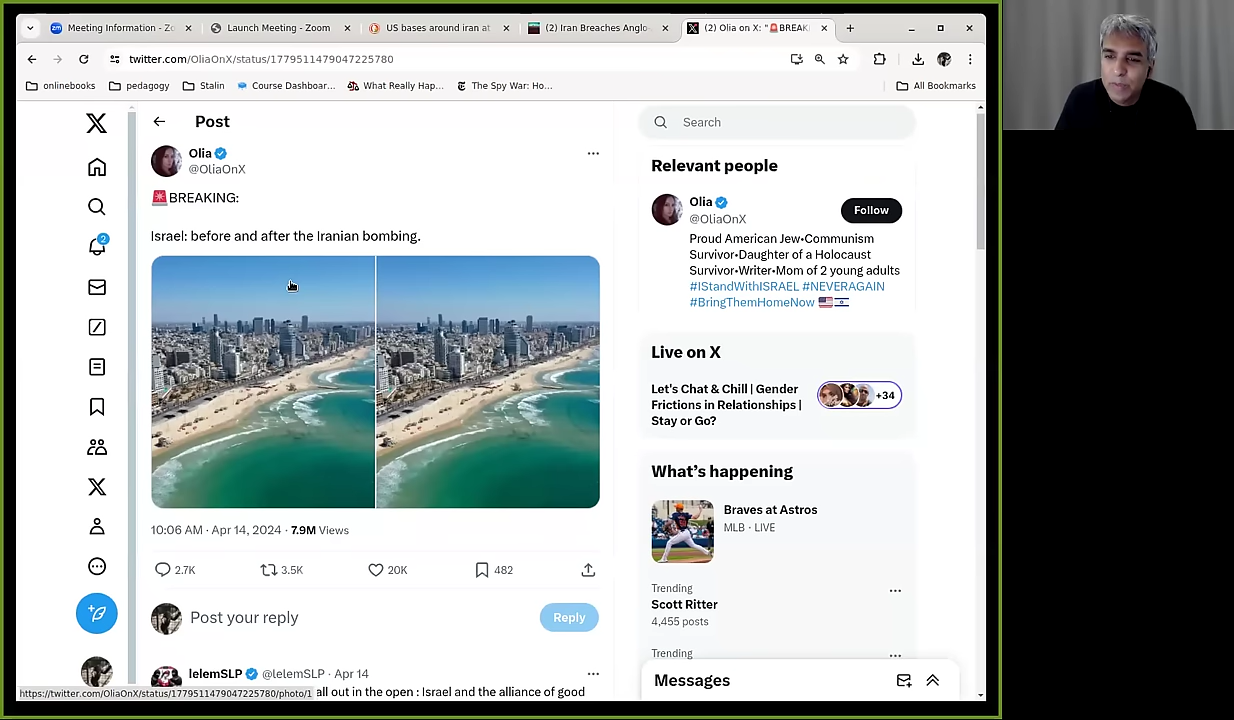 Meeting Information - Zo
Launch Meeting - Zoom
US bases around iran at
(2) Iran Breaches Anglo-
(2) Olia on X: "🚨BREAKI
twitter.com/OliaOnX/status/1779511479047225780
onlinebooks
pedagogy
Stalin
Course Dashboar...
What Really Hap...
The Spy War: Ho...
All Bookmarks
Post
Olia
@OliaOnX
🚨BREAKING:
Israel: before and after the Iranian bombing.
10:06 AM · Apr 14, 2024 · 7.9M Views
2.7K
3.5K
20K
482
Post your reply
Reply
lelemSLP @lelemSLP · Apr 14
all out in the open : Israel and the alliance of good
https://twitter.com/OliaOnX/status/1779511479047225780/photo/1
2
Search
Relevant people
Olia
@OliaOnX
Follow
Proud American Jew•Communism
Survivor•Daughter of a Holocaust
Survivor•Writer•Mom of 2 young adults
#IStandWithISRAEL #NEVERAGAIN
#BringThemHomeNow 🇺🇸🇮🇱
Live on X
Let's Chat & Chill | Gender
Frictions in Relationships |
Stay or Go?
+34
What's happening
Braves at Astros
MLB · LIVE
Trending
Scott Ritter
4,455 posts
Trending
Messages